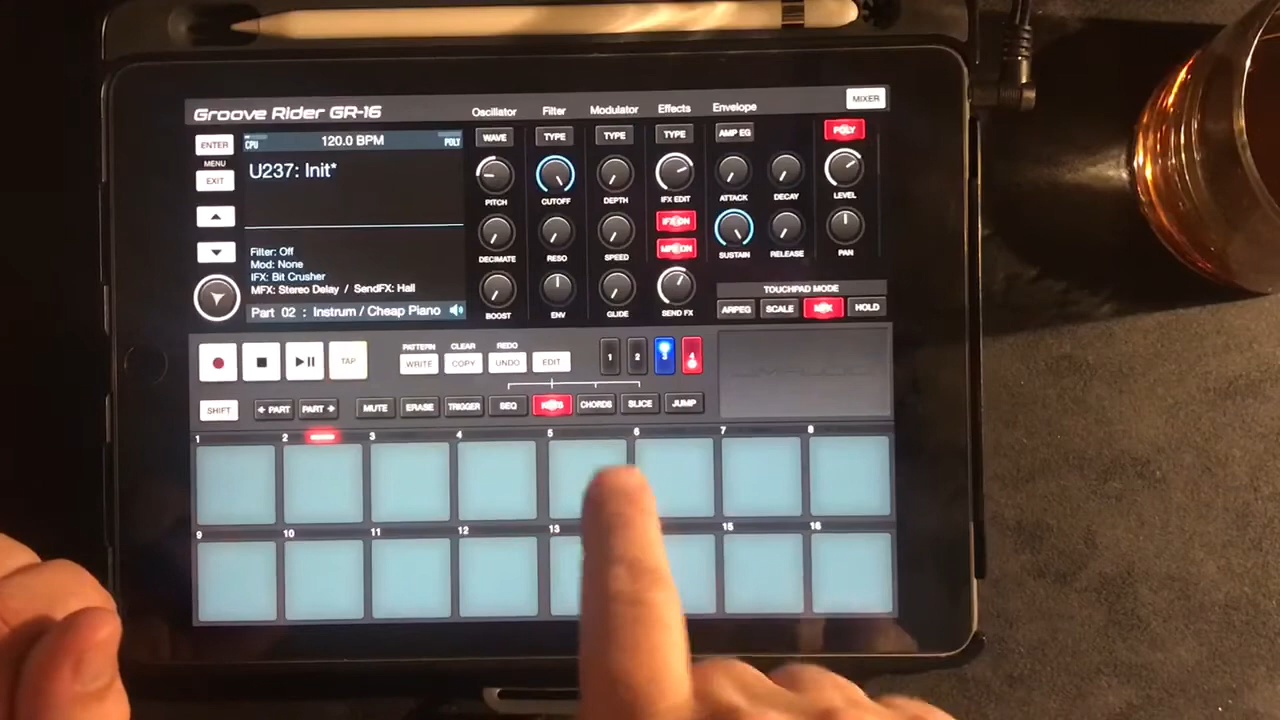 Groove Rider GR-16
Oscillator Filter Modulator Effects Envelope MIXER
ENTER CPU 120.0 BPM POLY WAVE TYPE TYPE TYPE AMP EG POLY
MENU
EXIT U237: Init*
PITCH CUTOFF DEPTH IFX EDIT ATTACK DECAY LEVEL
IFX ON
DECIMATE RESO SPEED SUSTAIN RELEASE PAN
Filter: Off
Mod: None
IFX: Bit Crusher
MFX: Stereo Delay / SendFX: Hall
TOUCHPAD MODE
Part 02 : Instrum / Cheap Piano BOOST ENV GLIDE SEND FX ARPEG SCALE MFX HOLD
PATTERN CLEAR REDO
TAP WRITE COPY UNDO EDIT 1 2 3 4
SHIFT PART PART MUTE ERASE TRIGGER SEQ CHORDS SLICE JUMP
1 2 3 4 5 6 7 8
9 10 11 12 13 15 16